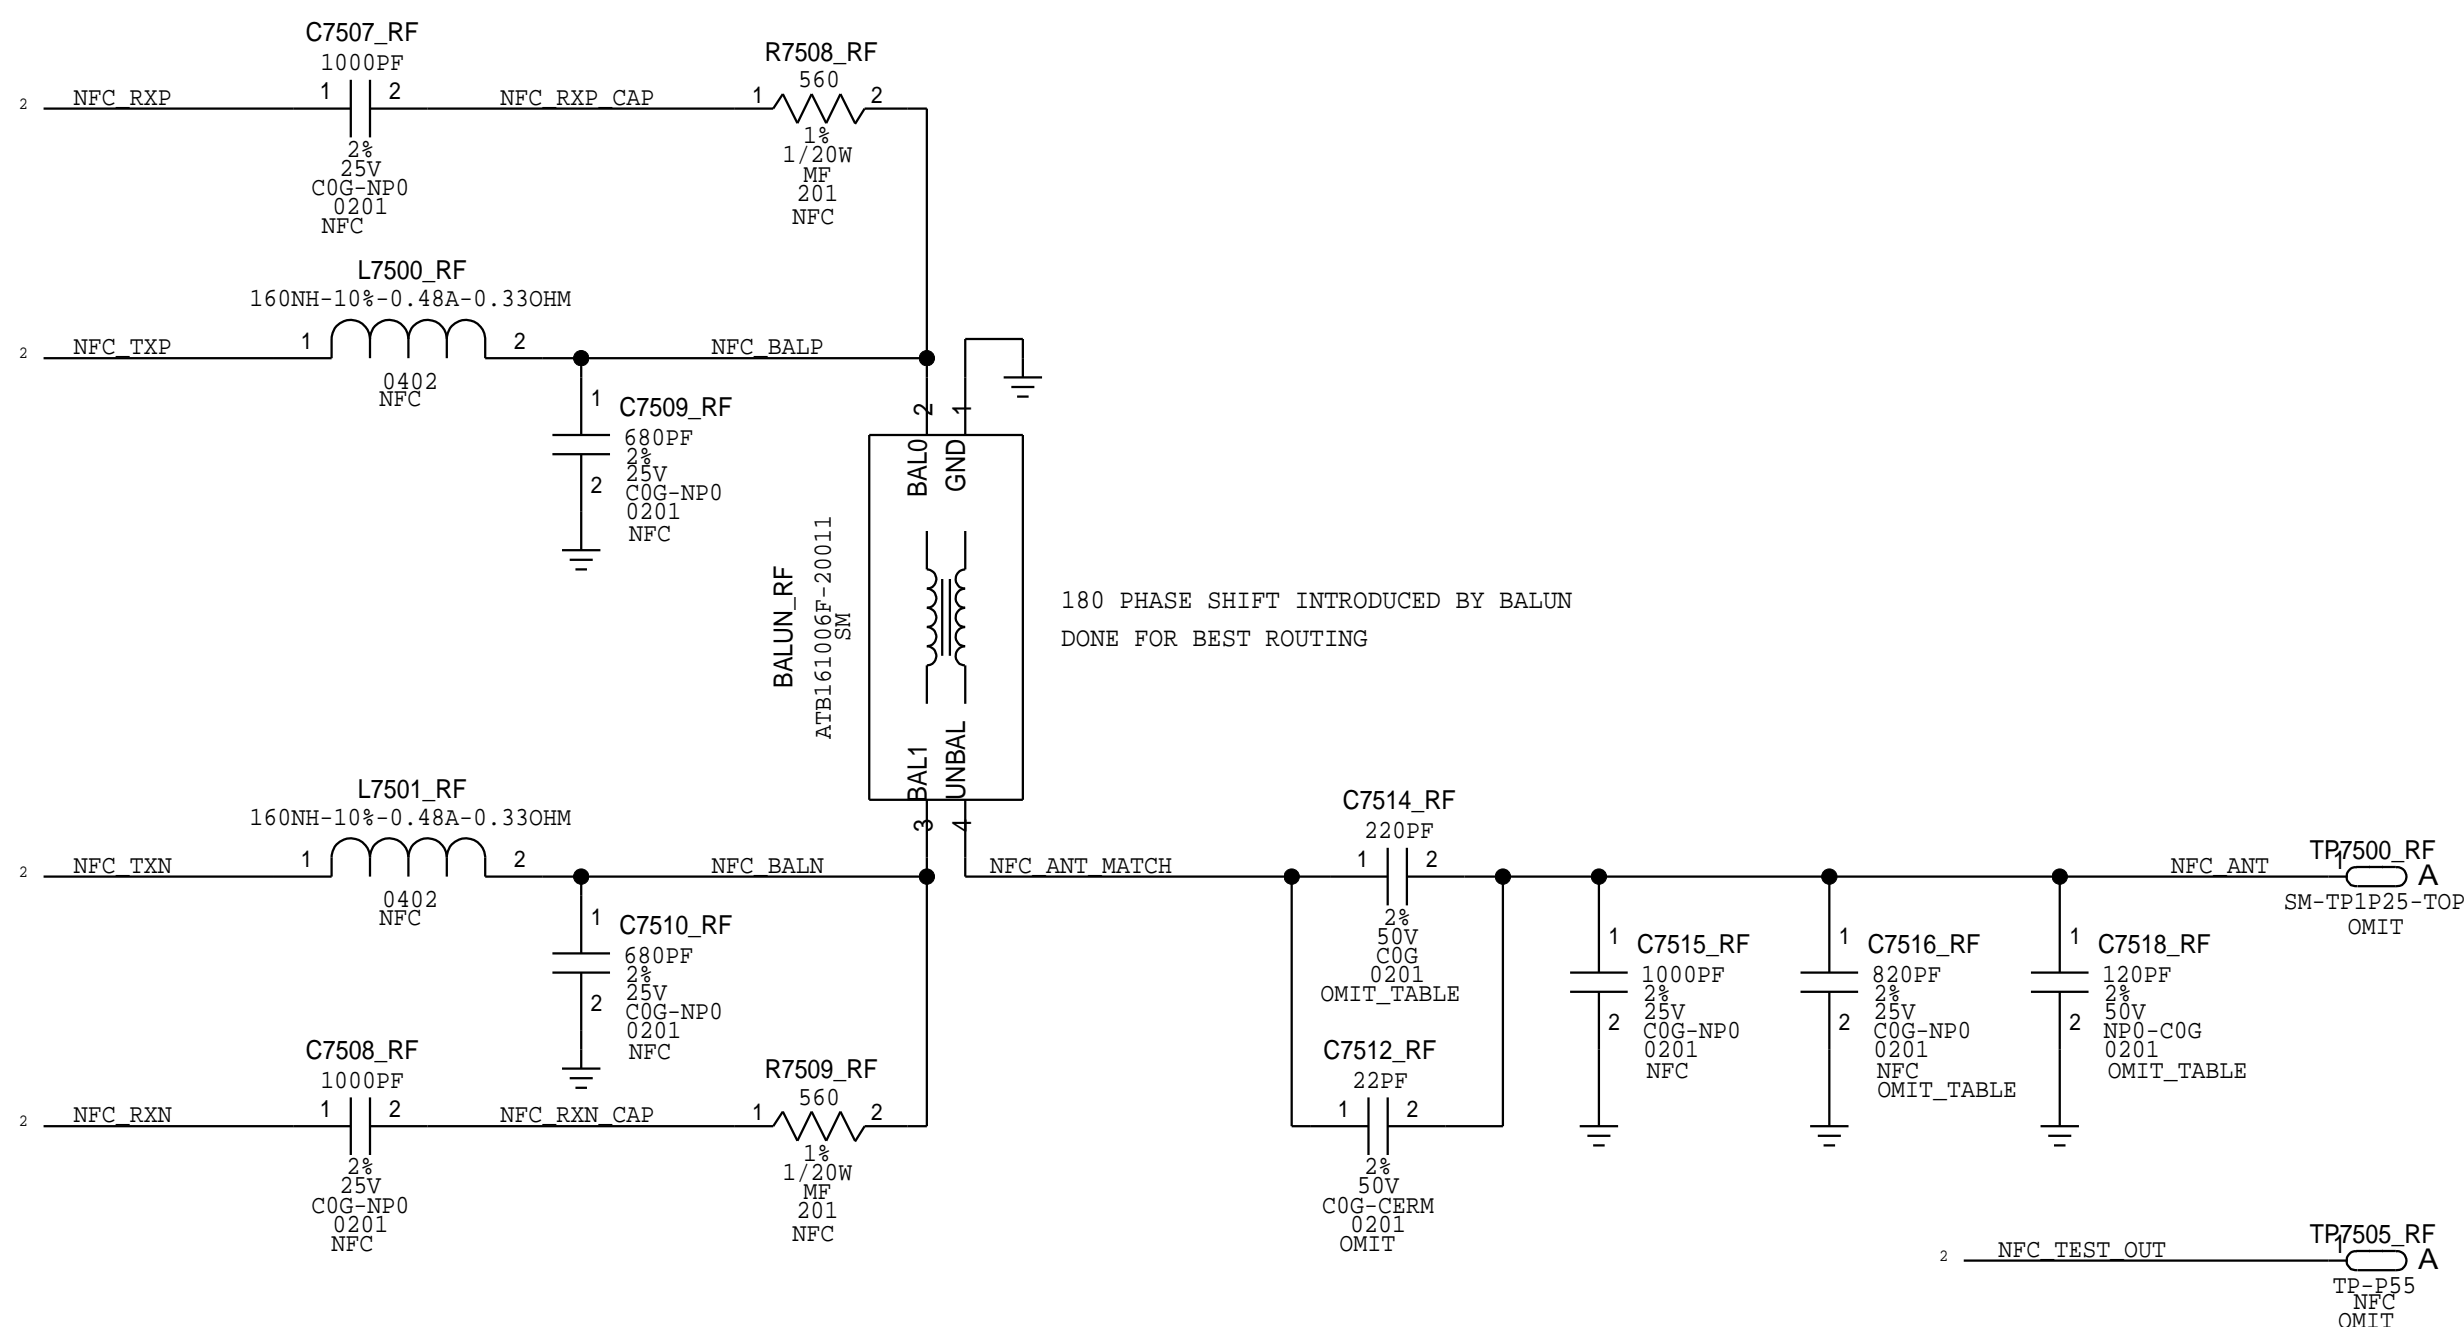 C7507_RF
1000PF
2 NFC_RXP 1 2 NFC_RXP_CAP
2%
25V
C0G-NP0
0201
NFC
R7508_RF
560
1 2
1%
1/20W
MF
201
NFC
L7500_RF
160NH-10%-0.48A-0.33OHM
2 NFC_TXP 1 2 NFC_BALP
0402
NFC
1 C7509_RF
680PF
2%
25V
2 C0G-NP0
0201
NFC
2 1
BAL0 GND
BALUN_RF
ATB161006F-20011
SM
BAL1 UNBAL
3 4
180 PHASE SHIFT INTRODUCED BY BALUN
DONE FOR BEST ROUTING
L7501_RF
160NH-10%-0.48A-0.33OHM
2 NFC_TXN 1 2 NFC_BALN
0402
NFC
1 C7510_RF
680PF
2%
25V
2 C0G-NP0
0201
NFC
C7508_RF
1000PF
2 NFC_RXN 1 2 NFC_RXN_CAP
2%
25V
C0G-NP0
0201
NFC
R7509_RF
560
1 2
1%
1/20W
MF
201
NFC
NFC_ANT_MATCH
C7514_RF
220PF
1 2
2%
50V
C0G
0201
OMIT_TABLE
C7512_RF
22PF
1 2
2%
50V
C0G-CERM
0201
OMIT
1 C7515_RF
1000PF
2%
25V
2 C0G-NP0
0201
NFC
1 C7516_RF
820PF
2%
25V
2 C0G-NP0
0201
NFC
OMIT_TABLE
1 C7518_RF
120PF
2%
50V
2 NP0-C0G
0201
OMIT_TABLE
TP7500_RF
NFC_ANT 1 A
SM-TP1P25-TOP
OMIT
TP7505_RF
2 NFC_TEST_OUT 1 A
TP-P55
NFC
OMIT